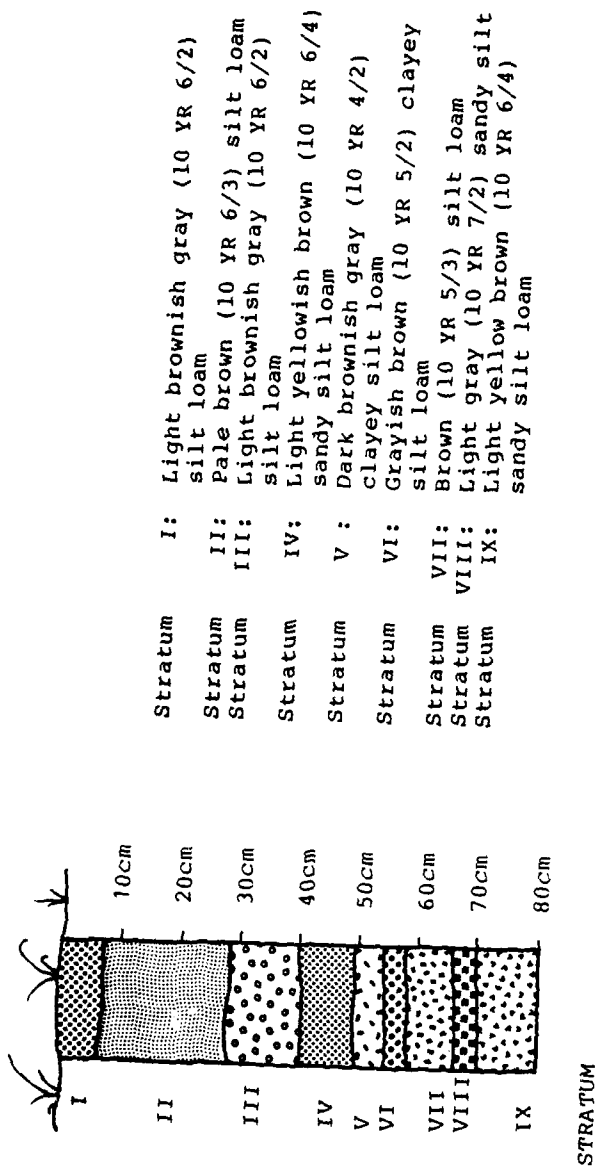 I
II
III
IV
V
VI
VII
VIII
IX
10cm
20cm
30cm
40cm
50cm
60cm
70cm
80cm
STRATUM
Stratum I: Light brownish gray (10 YR 6/2)
silt loam
Stratum II: Pale brown (10 YR 6/3) silt loam
Stratum III: Light brownish gray (10 YR 6/2)
silt loam
Stratum IV: Light yellowish brown (10 YR 6/4)
sandy silt loam
Stratum V : Dark brownish gray (10 YR 4/2)
clayey silt loam
Stratum VI: Grayish brown (10 YR 5/2) clayey
silt loam
Stratum VII: Brown (10 YR 5/3) silt loam
Stratum VIII: Light gray (10 YR 7/2) sandy silt
Stratum IX: Light yellow brown (10 YR 6/4)
sandy silt loam